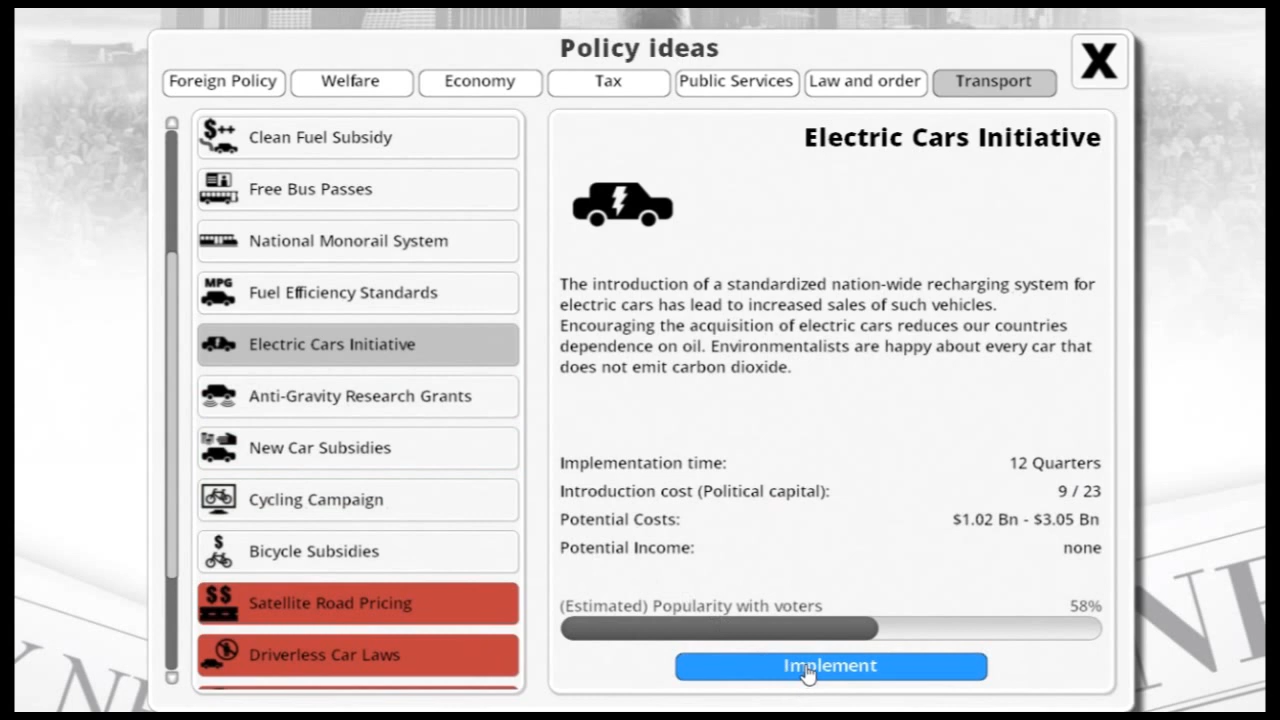 Policy ideas
X
Foreign Policy
Welfare
Economy
Tax
Public Services
Law and order
Transport
$++
Clean Fuel Subsidy
Free Bus Passes
National Monorail System
MPG
Fuel Efficiency Standards
Electric Cars Initiative
Anti-Gravity Research Grants
New Car Subsidies
Cycling Campaign
$
Bicycle Subsidies
$$
Satellite Road Pricing
Driverless Car Laws
Electric Cars Initiative
The introduction of a standardized nation-wide recharging system for
electric cars has lead to increased sales of such vehicles.
Encouraging the acquisition of electric cars reduces our countries
dependence on oil. Environmentalists are happy about every car that
does not emit carbon dioxide.
Implementation time: 12 Quarters
Introduction cost (Political capital): 9 / 23
Potential Costs: $1.02 Bn - $3.05 Bn
Potential Income: none
(Estimated) Popularity with voters 58%
Implement